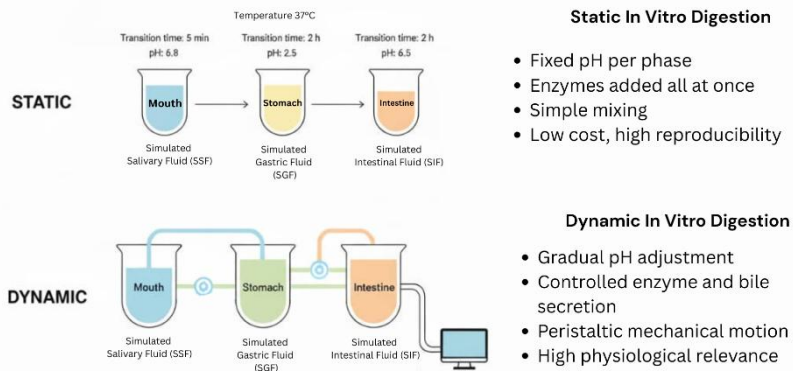 Temperature 37°C
Transition time: 5 min
pH: 6.8
Transition time: 2 h
pH: 2.5
Transition time: 2 h
pH: 6.5
STATIC
Mouth
Stomach
Intestine
Simulated
Salivary Fluid (SSF)
Simulated
Gastric Fluid
(SGF)
Simulated
Intestinal Fluid (SIF)
Static In Vitro Digestion
• Fixed pH per phase
• Enzymes added all at once
• Simple mixing
• Low cost, high reproducibility
DYNAMIC
Mouth
Stomach
Intestine
Simulated
Salivary Fluid (SSF)
Simulated
Gastric Fluid
(SGF)
Simulated
Intestinal Fluid (SIF)
Dynamic In Vitro Digestion
• Gradual pH adjustment
• Controlled enzyme and bile
secretion
• Peristaltic mechanical motion
• High physiological relevance